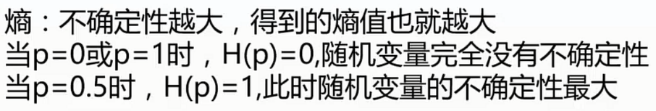 熵：不确定性越大，得到的熵值也就越大
当p=0或p=1时，H(p)=0,随机变量完全没有不确定性
当p=0.5时，H(p)=1,此时随机变量的不确定性最大